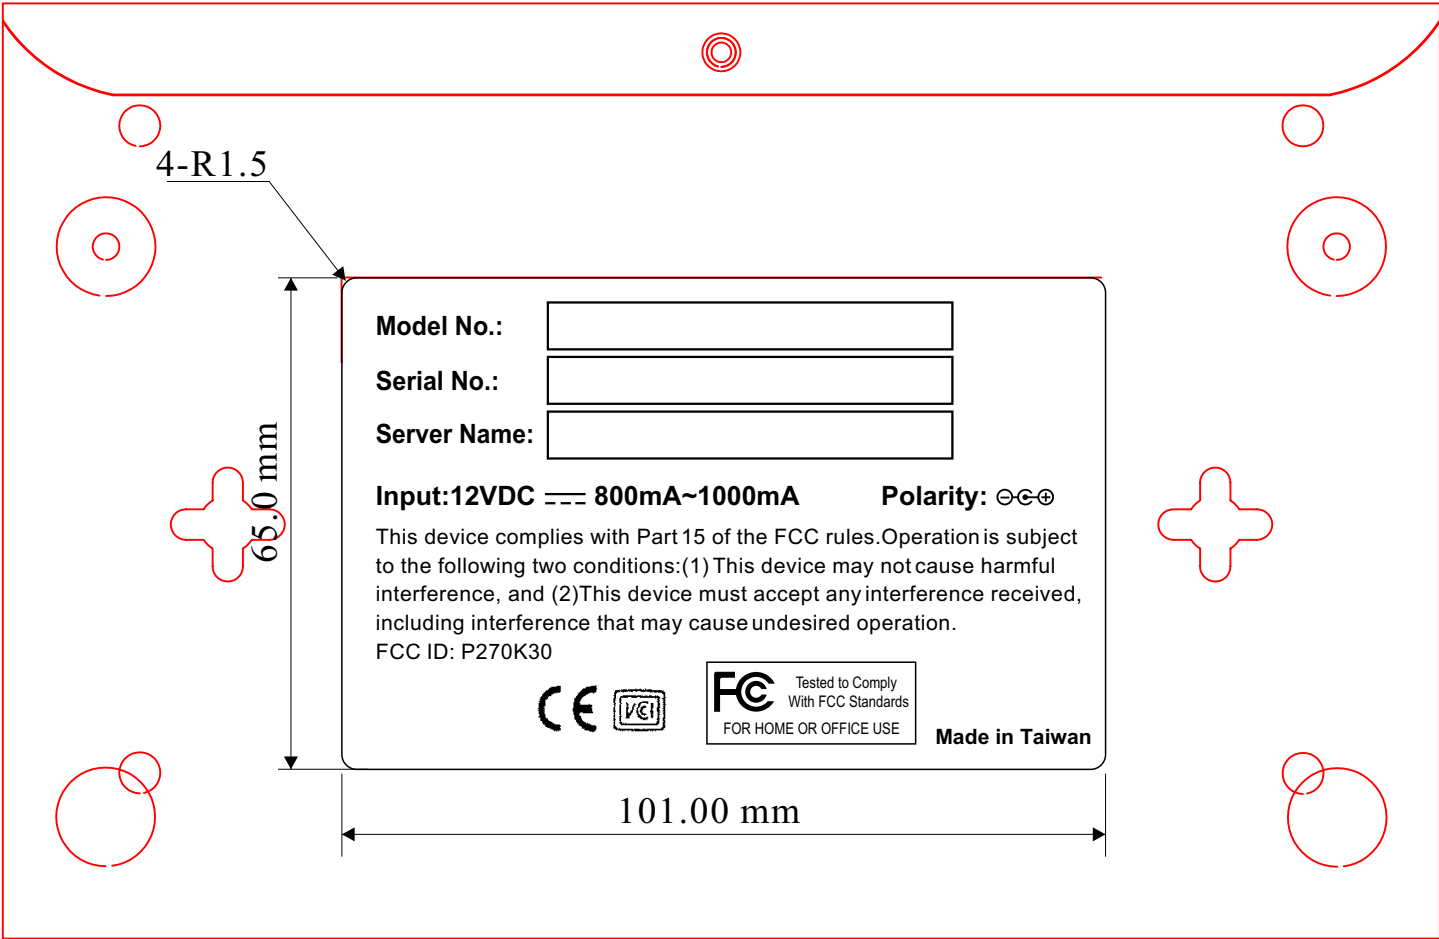 4-R1.5
Model No.:
Serial No.:
Server Name:
65.0 mm
Input:12VDC 800mA~1000mA Polarity:
This device complies with Part 15 of the FCC rules.Operation is subject
to the following two conditions:(1) This device may not cause harmful
interference, and (2)This device must accept any interference received,
including interference that may cause undesired operation.
FCC ID: P270K30
CE VCI FC Tested to Comply
With FCC Standards
FOR HOME OR OFFICE USE
Made in Taiwan
101.00 mm